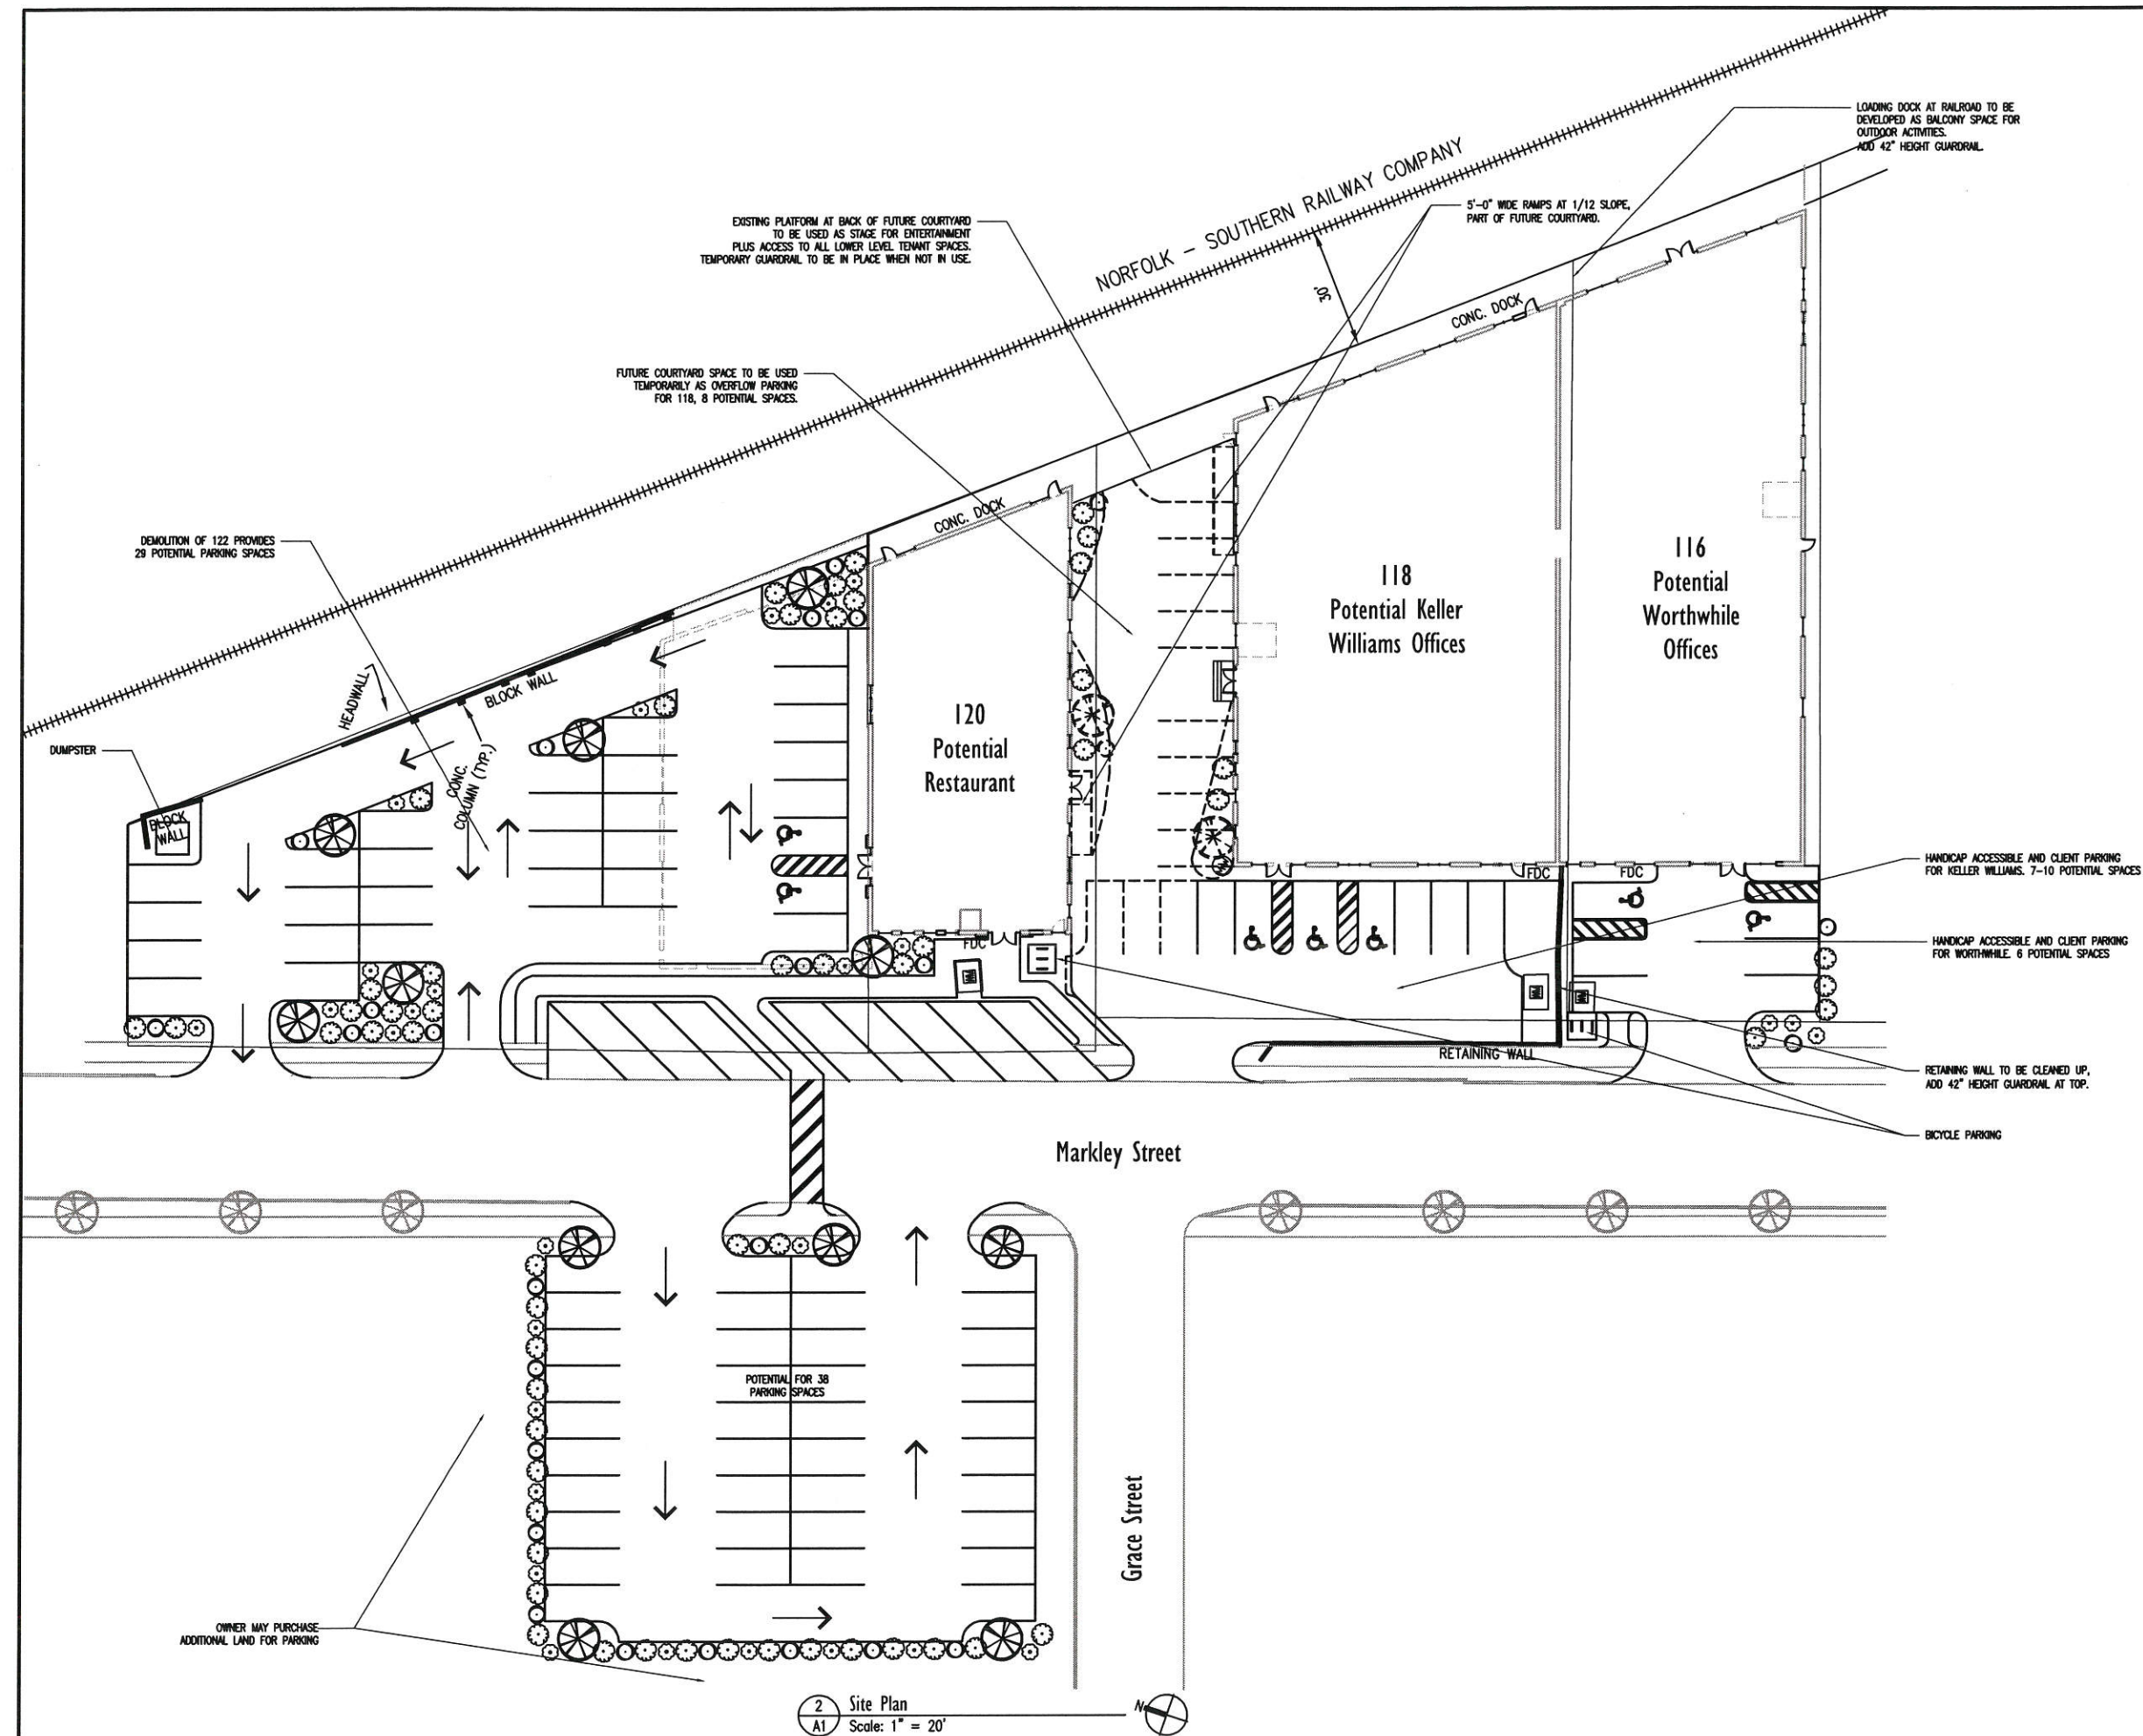 LOADING DOCK AT RAILROAD TO BE
DEVELOPED AS BALCONY SPACE FOR
OUTDOOR ACTIVITIES.
ADD 42" HEIGHT GUARDRAIL.
NORFOLK - SOUTHERN RAILWAY COMPANY
5'-0" WIDE RAMPS AT 1/12 SLOPE,
PART OF FUTURE COURTYARD.
EXISTING PLATFORM AT BACK OF FUTURE COURTYARD
TO BE USED AS STAGE FOR ENTERTAINMENT
PLUS ACCESS TO ALL LOWER LEVEL TENANT SPACES.
TEMPORARY GUARDRAIL TO BE IN PLACE WHEN NOT IN USE.
30'
CONC. DOCK
FUTURE COURTYARD SPACE TO BE USED
TEMPORARILY AS OVERFLOW PARKING
FOR 118, 8 POTENTIAL SPACES.
CONC. DOCK
DEMOLITION OF 122 PROVIDES
29 POTENTIAL PARKING SPACES
116
Potential
Worthwhile
Offices
118
Potential Keller
Williams Offices
HEADWALL
BLOCK WALL
120
Potential
Restaurant
DUMPSTER
CONC.
COLUMN (TYP.)
BLOCK
WALL
HANDICAP ACCESSIBLE AND CLIENT PARKING
FOR KELLER WILLIAMS. 7-10 POTENTIAL SPACES
FDC
FDC
FDC
HANDICAP ACCESSIBLE AND CLIENT PARKING
FOR WORTHWHILE. 6 POTENTIAL SPACES
RETAINING WALL
RETAINING WALL TO BE CLEANED UP,
ADD 42" HEIGHT GUARDRAIL AT TOP.
BICYCLE PARKING
Markley Street
POTENTIAL FOR 38
PARKING SPACES
Grace Street
OWNER MAY PURCHASE
ADDITIONAL LAND FOR PARKING
2 Site Plan
A1 Scale: 1" = 20'
N